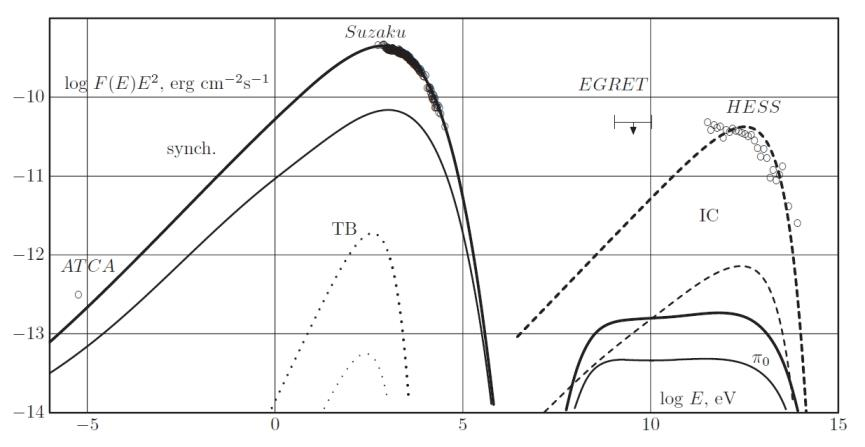 Suzaku
log F(E)E², erg cm⁻²s⁻¹
EGRET
−10
HESS
synch.
−11
IC
TB
−12
ATCA
−13
π₀
log E, eV
−14
−5
0
5
10
15